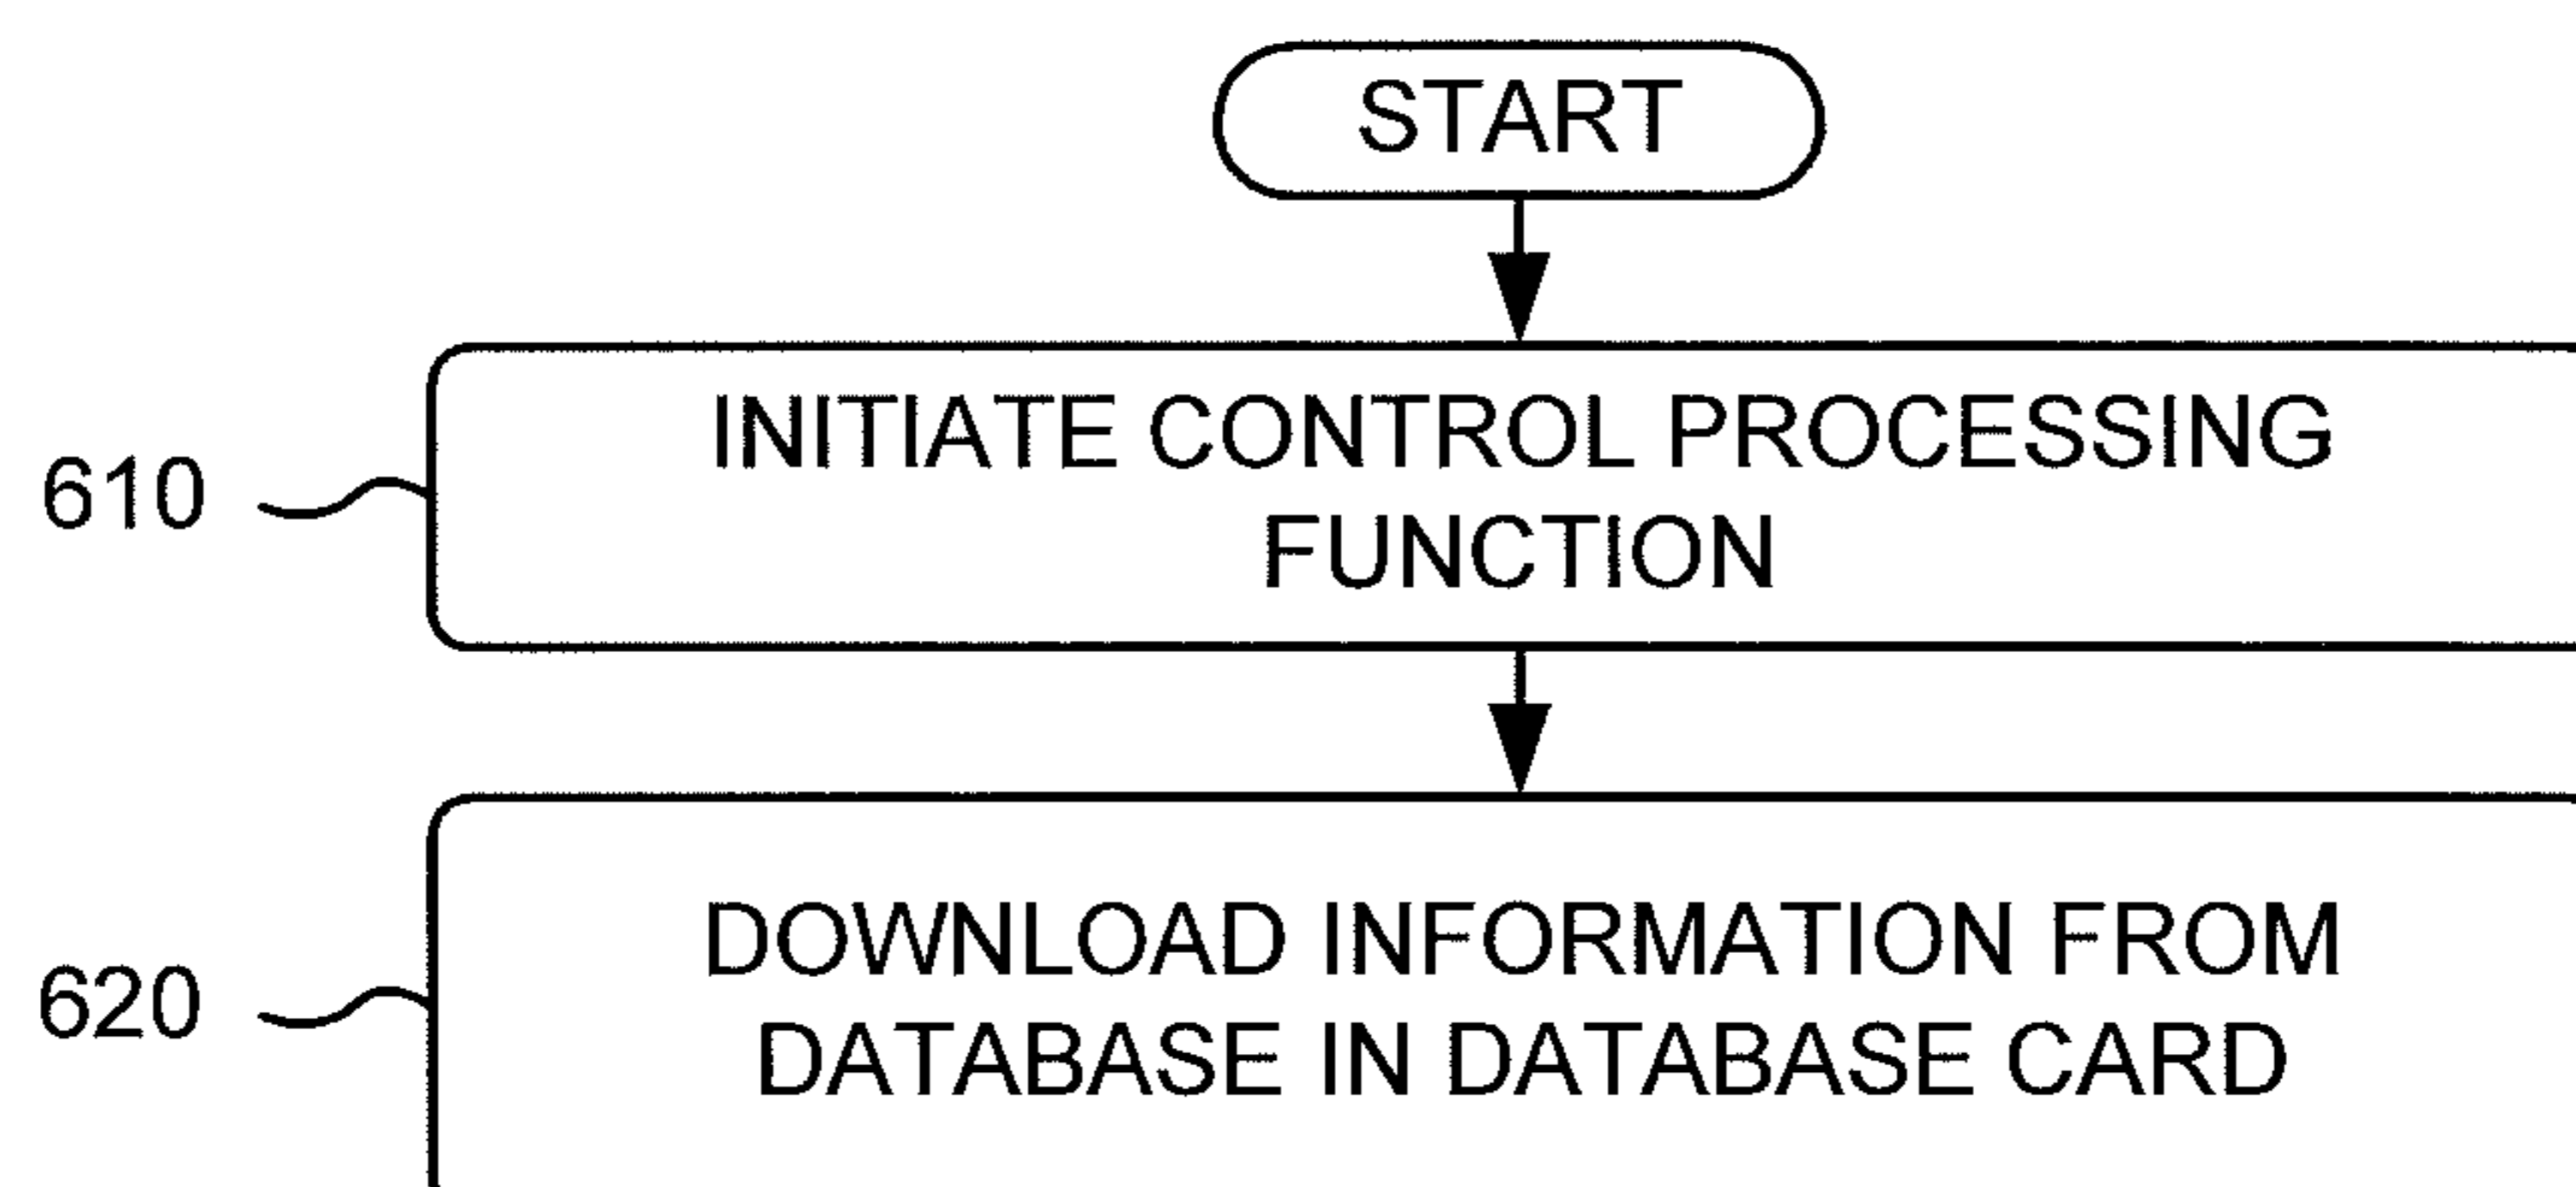 START
INITIATE CONTROL PROCESSING
FUNCTION
610
DOWNLOAD INFORMATION FROM
DATABASE IN DATABASE CARD
620